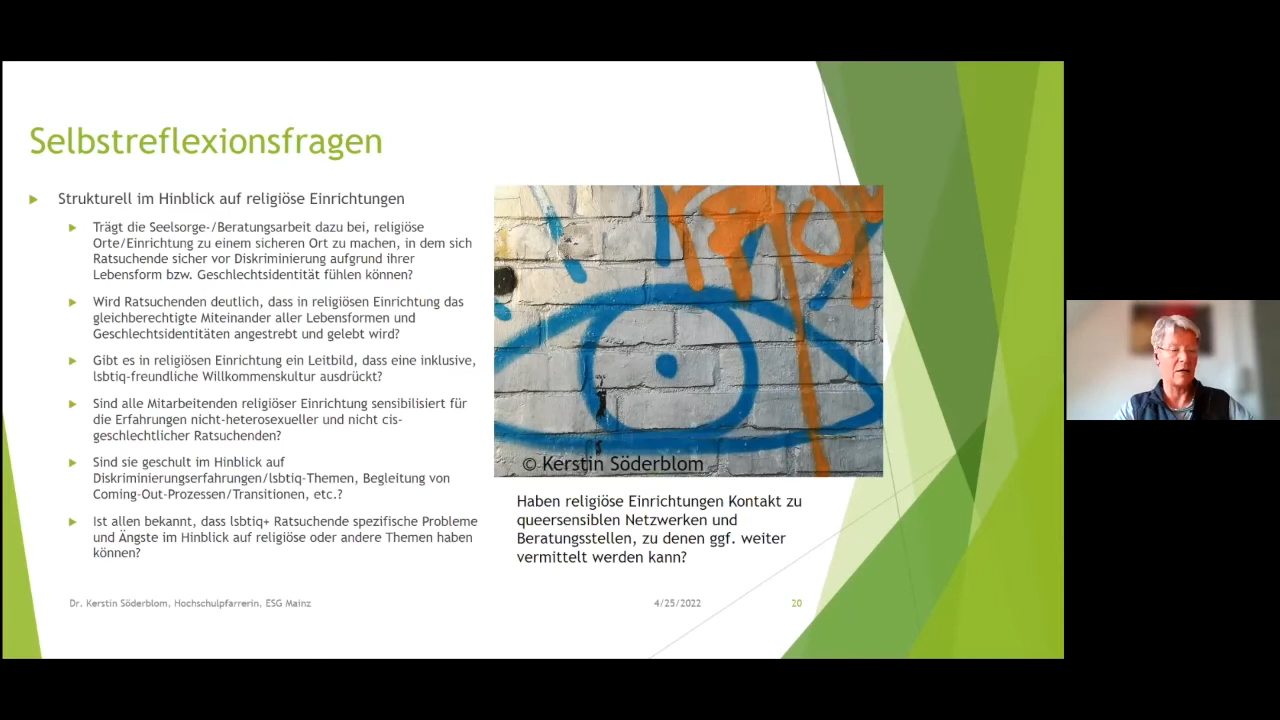 Selbstreflexionsfragen
Strukturell im Hinblick auf religiöse Einrichtungen
Trägt die Seelsorge-/Beratungsarbeit dazu bei, religiöse
Orte/Einrichtung zu einem sicheren Ort zu machen, in dem sich
Ratsuchende sicher vor Diskriminierung aufgrund ihrer
Lebensform bzw. Geschlechtsidentität fühlen können?
Wird Ratsuchenden deutlich, dass in religiösen Einrichtung das
gleichberechtigte Miteinander aller Lebensformen und
Geschlechtsidentitäten angestrebt und gelebt wird?
Gibt es in religiösen Einrichtung ein Leitbild, dass eine inklusive,
lsbtiq-freundliche Willkommenskultur ausdrückt?
Sind alle Mitarbeitenden religiöser Einrichtung sensibilisiert für
die Erfahrungen nicht-heterosexueller und nicht cis-
geschlechtlicher Ratsuchenden?
Sind sie geschult im Hinblick auf
Diskriminierungserfahrungen/lsbtiq-Themen, Begleitung von
Coming-Out-Prozessen/Transitionen, etc.?
Ist allen bekannt, dass lsbtiq+ Ratsuchende spezifische Probleme
und Ängste im Hinblick auf religiöse oder andere Themen haben
können?
© Kerstin Söderblom
Haben religiöse Einrichtungen Kontakt zu
queersensiblen Netzwerken und
Beratungsstellen, zu denen ggf. weiter
vermittelt werden kann?
Dr. Kerstin Söderblom, Hochschulpfarrerin, ESG Mainz
4/25/2022
20